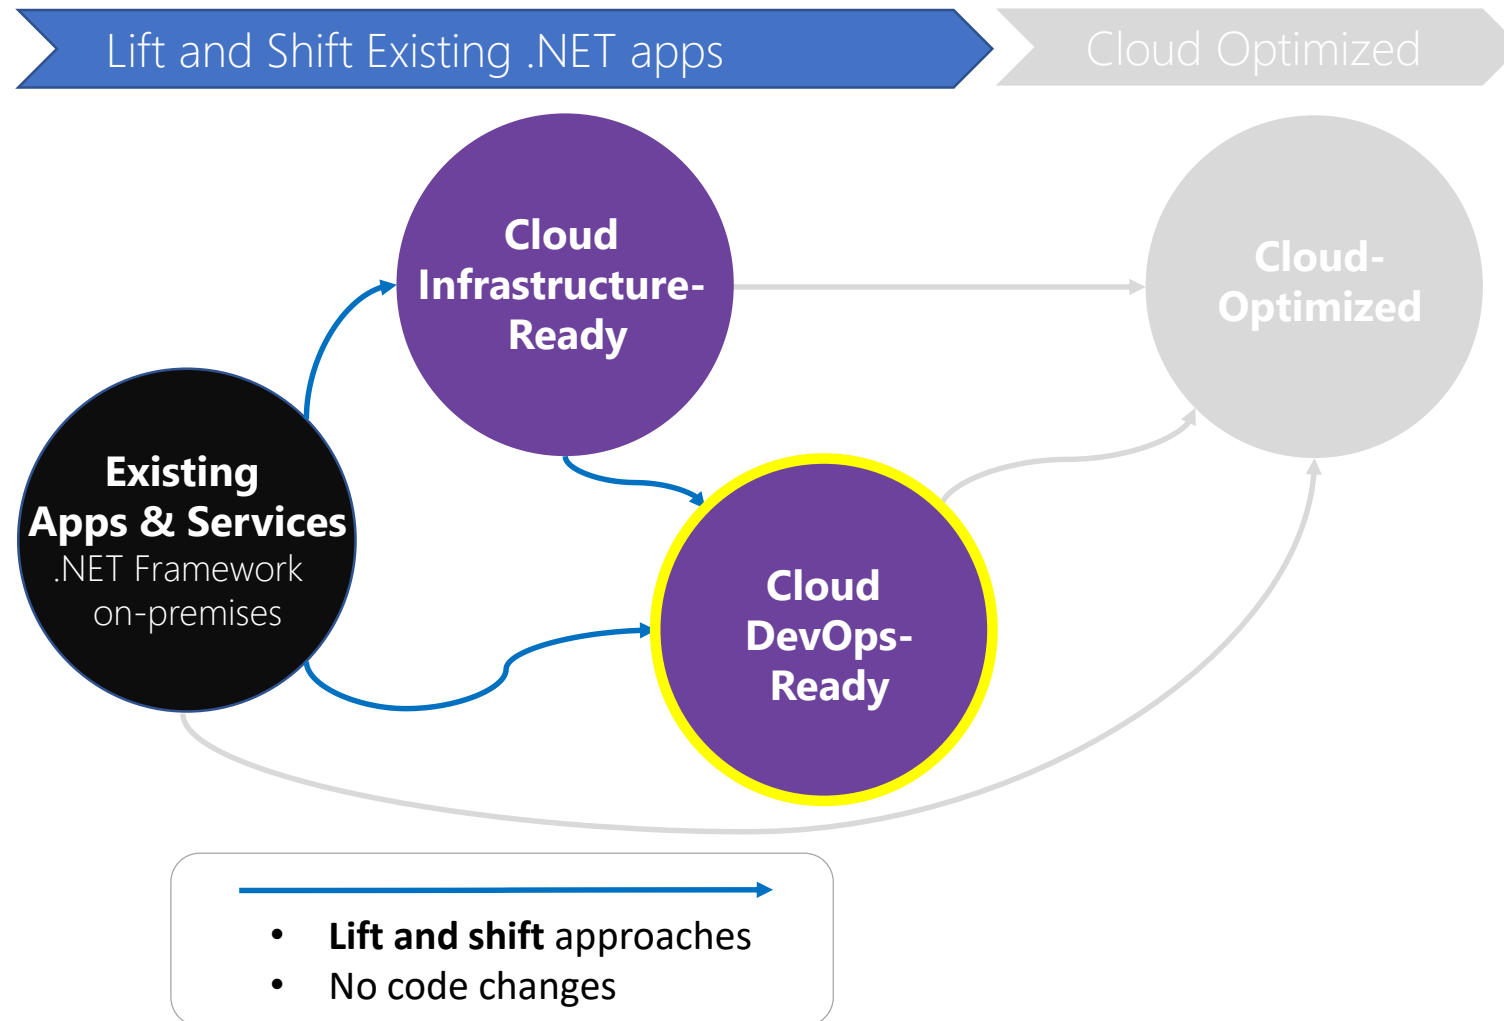 Lift and Shift Existing .NET apps
Cloud Optimized
Cloud
Infrastructure-
Ready
Cloud-
Optimized
Existing
Apps & Services
.NET Framework
on-premises
Cloud
DevOps-
Ready
• Lift and shift approaches
• No code changes